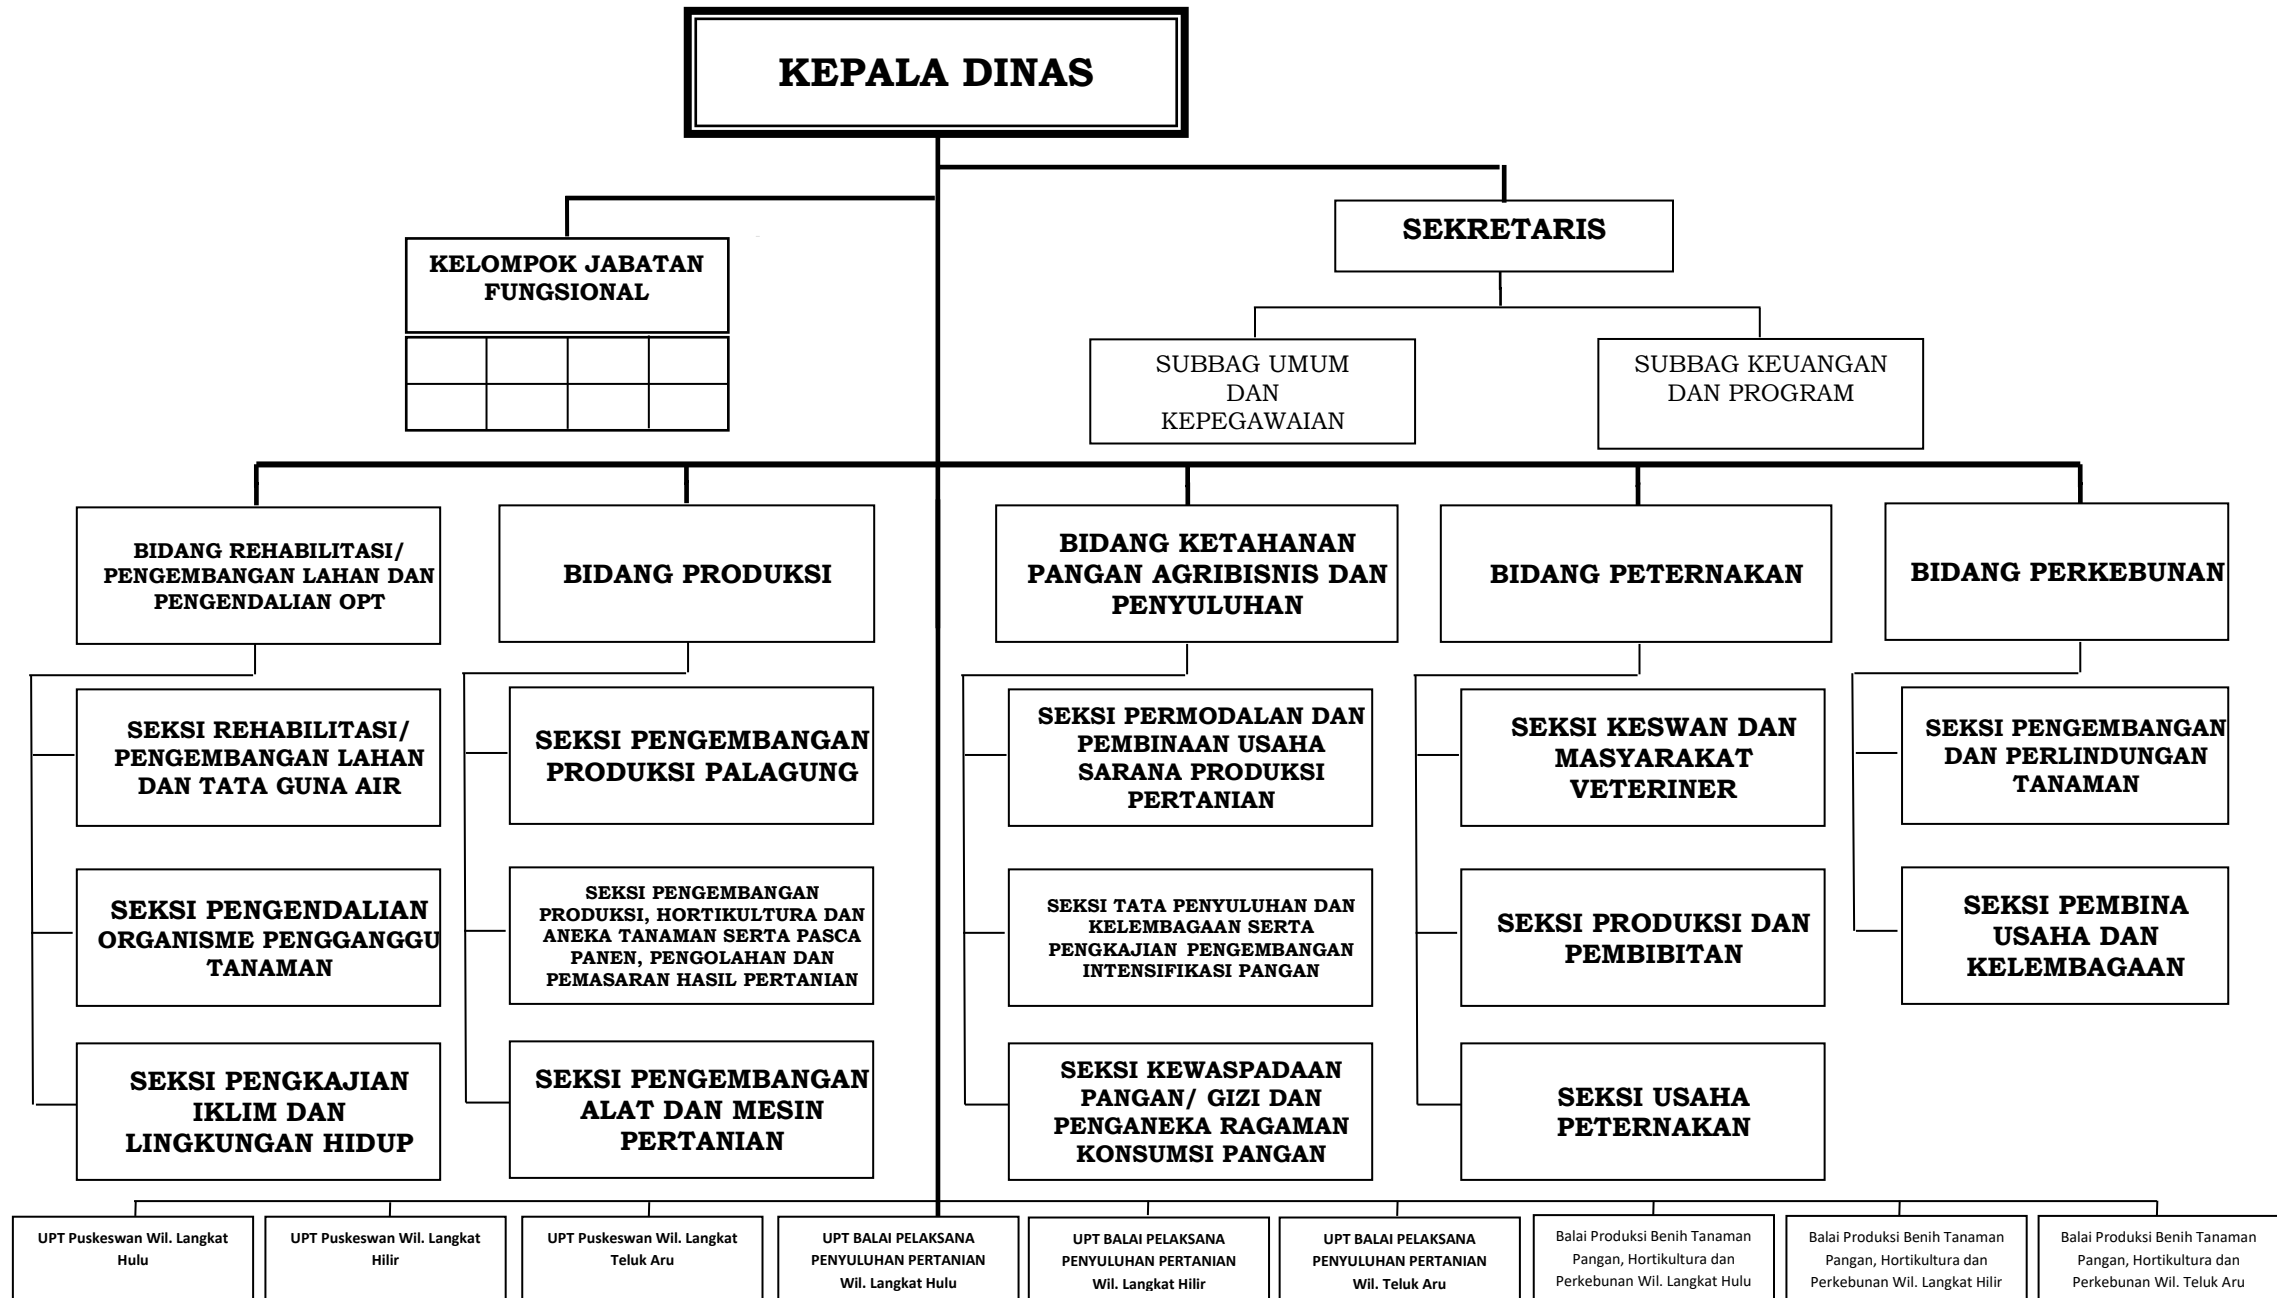 KEPALA DINAS
SEKRETARIS
KELOMPOK JABATAN
FUNGSIONAL
SUBBAG UMUM
DAN
KEPEGAWAIAN
SUBBAG KEUANGAN
DAN PROGRAM
BIDANG REHABILITASI/
PENGEMBANGAN LAHAN DAN
PENGENDALIAN OPT
BIDANG PRODUKSI
BIDANG KETAHANAN
PANGAN AGRIBISNIS DAN
PENYULUHAN
BIDANG PETERNAKAN
BIDANG PERKEBUNAN
SEKSI REHABILITASI/
PENGEMBANGAN LAHAN
DAN TATA GUNA AIR
SEKSI PENGEMBANGAN
PRODUKSI PALAGUNG
SEKSI PERMODALAN DAN
PEMBINAAN USAHA
SARANA PRODUKSI
PERTANIAN
SEKSI KESWAN DAN
MASYARAKAT
VETERINER
SEKSI PENGEMBANGAN
DAN PERLINDUNGAN
TANAMAN
SEKSI PENGENDALIAN
ORGANISME PENGGANGGU
TANAMAN
SEKSI PENGEMBANGAN
PRODUKSI, HORTIKULTURA DAN
ANEKA TANAMAN SERTA PASCA
PANEN, PENGOLAHAN DAN
PEMASARAN HASIL PERTANIAN
SEKSI TATA PENYULUHAN DAN
KELEMBAGAAN SERTA
PENGKAJIAN PENGEMBANGAN
INTENSIFIKASI PANGAN
SEKSI PRODUKSI DAN
PEMBIBITAN
SEKSI PEMBINA
USAHA DAN
KELEMBAGAAN
SEKSI PENGKAJIAN
IKLIM DAN
LINGKUNGAN HIDUP
SEKSI PENGEMBANGAN
ALAT DAN MESIN
PERTANIAN
SEKSI KEWASPADAAN
PANGAN/ GIZI DAN
PENGANEKA RAGAMAN
KONSUMSI PANGAN
SEKSI USAHA
PETERNAKAN
UPT Puskeswan Wil. Langkat
Hulu
UPT Puskeswan Wil. Langkat
Hilir
UPT Puskeswan Wil. Langkat
Teluk Aru
UPT BALAI PELAKSANA
PENYULUHAN PERTANIAN
Wil. Langkat Hulu
UPT BALAI PELAKSANA
PENYULUHAN PERTANIAN
Wil. Langkat Hilir
UPT BALAI PELAKSANA
PENYULUHAN PERTANIAN
Wil. Teluk Aru
Balai Produksi Benih Tanaman
Pangan, Hortikultura dan
Perkebunan Wil. Langkat Hulu
Balai Produksi Benih Tanaman
Pangan, Hortikultura dan
Perkebunan Wil. Langkat Hilir
Balai Produksi Benih Tanaman
Pangan, Hortikultura dan
Perkebunan Wil. Teluk Aru